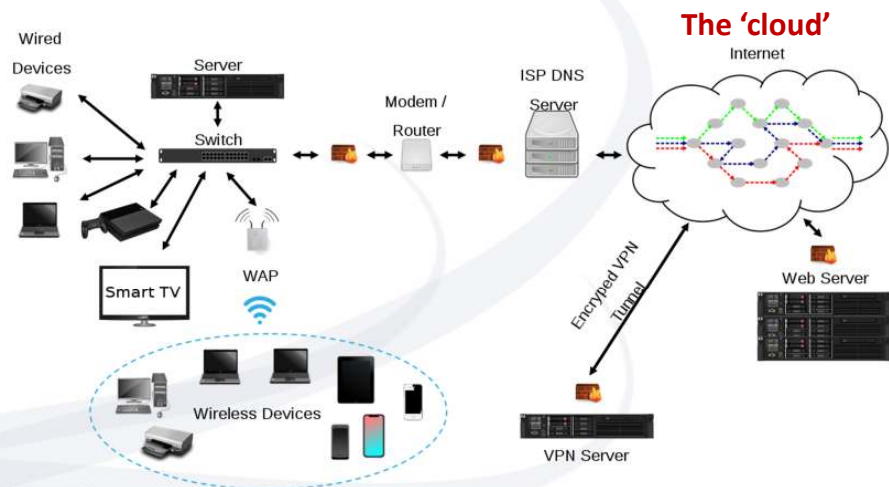 The ‘cloud’
Internet
Wired
Devices
Server
ISP DNS
Server
Modem /
Router
Switch
WAP
Smart TV
Encryped VPN
Tunnel
Web Server
Wireless Devices
VPN Server